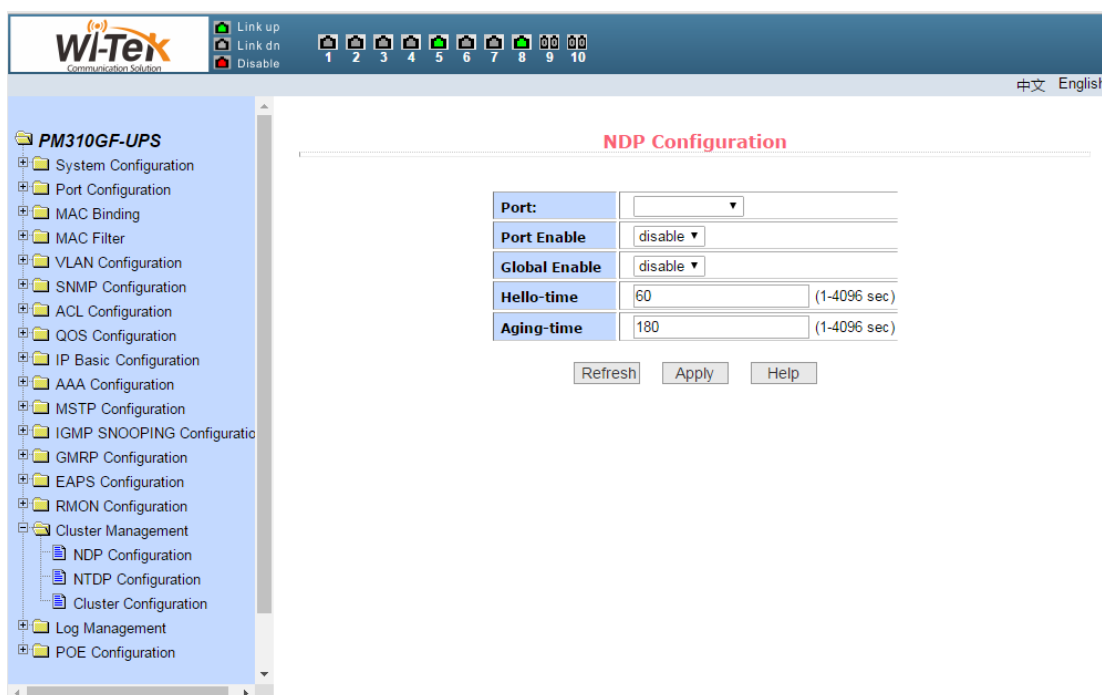 Wi-Tek
Communication Solution
Link up
Link dn
Disable
1 2 3 4 5 6 7 8 9 10
中文 English
PM310GF-UPS
System Configuration
Port Configuration
MAC Binding
MAC Filter
VLAN Configuration
SNMP Configuration
ACL Configuration
QOS Configuration
IP Basic Configuration
AAA Configuration
MSTP Configuration
IGMP SNOOPING Configuratio
GMRP Configuration
EAPS Configuration
RMON Configuration
Cluster Management
NDP Configuration
NTDP Configuration
Cluster Configuration
Log Management
POE Configuration
NDP Configuration
Port:
Port Enable disable
Global Enable disable
Hello-time 60 (1-4096 sec)
Aging-time 180 (1-4096 sec)
Refresh Apply Help